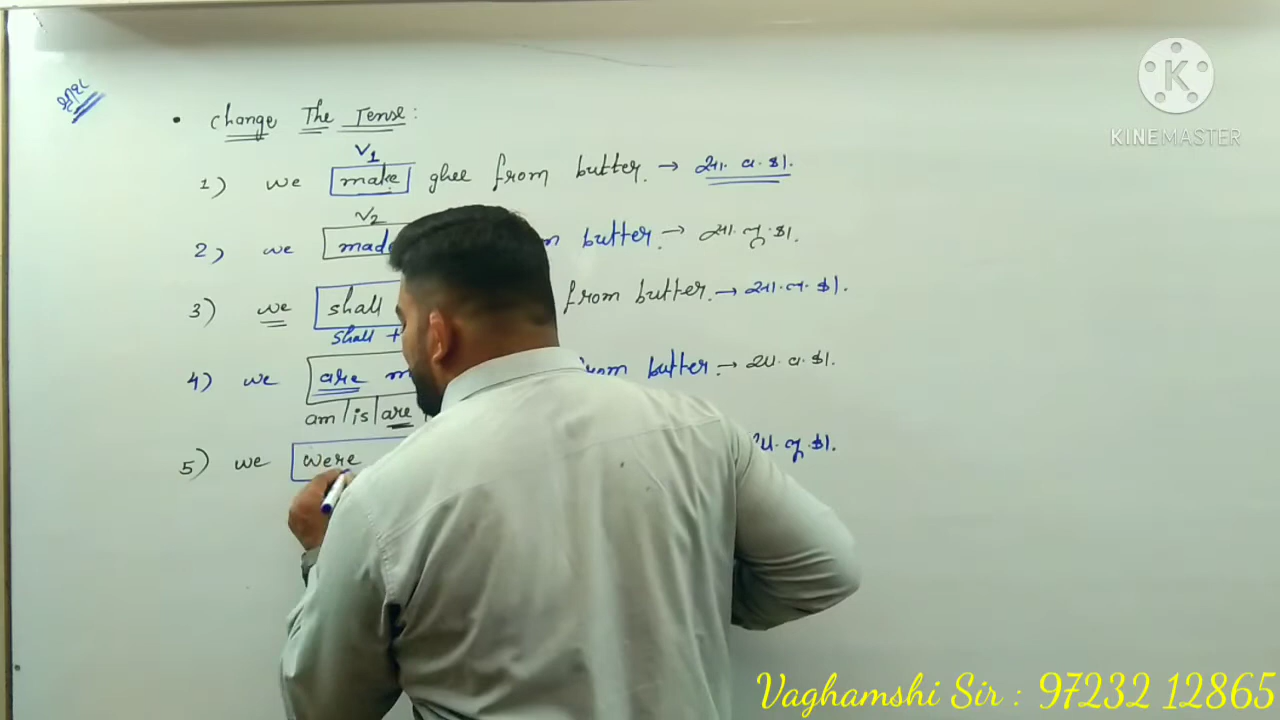 • Change The Tense:
V1
1) we make ghee from butter. → સા. વ. કા.
V2
2) we made butter. → સા. ભૂ. કા.
3) we shall from butter. → સા. ભ. કા.
shall +
4) we are from butter. → ચા. વ. કા.
am / is / are
5) we were ભૂ. કા.
KINEMASTER
Vaghamshi Sir : 97232 12865